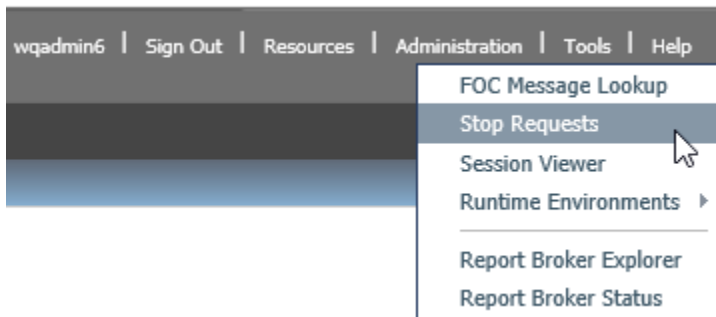 wqadmin6 | Sign Out | Resources | Administration | Tools | Help
FOC Message Lookup
Stop Requests
Session Viewer
Runtime Environments
Report Broker Explorer
Report Broker Status